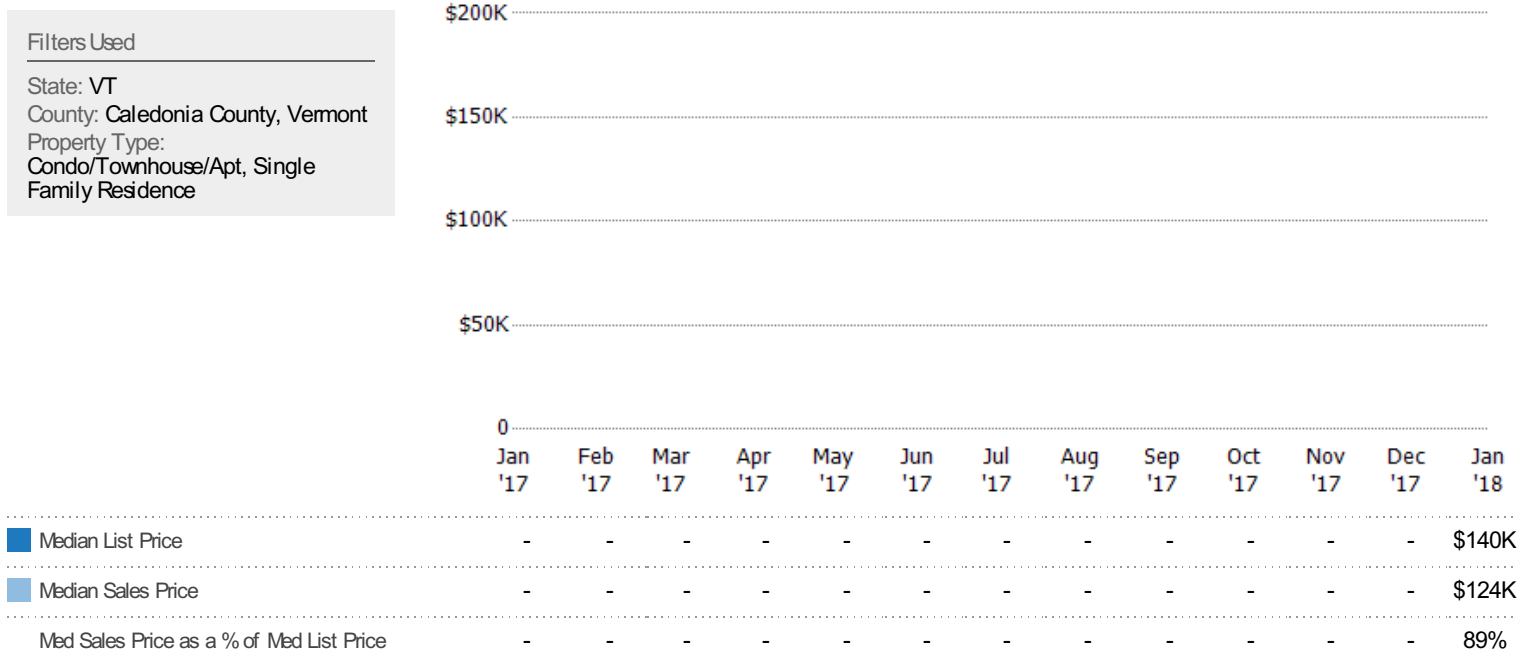 Filters Used
State: VT
County: Caledonia County, Vermont
Property Type:
Condo/Townhouse/Apt, Single
Family Residence
$200K
$150K
$100K
$50K
0
Jan Feb Mar Apr May Jun Jul Aug Sep Oct Nov Dec Jan
'17 '17 '17 '17 '17 '17 '17 '17 '17 '17 '17 '17 '18
Median List Price - - - - - - - - - - - - $140K
Median Sales Price - - - - - - - - - - - - $124K
Med Sales Price as a % of Med List Price - - - - - - - - - - - - 89%